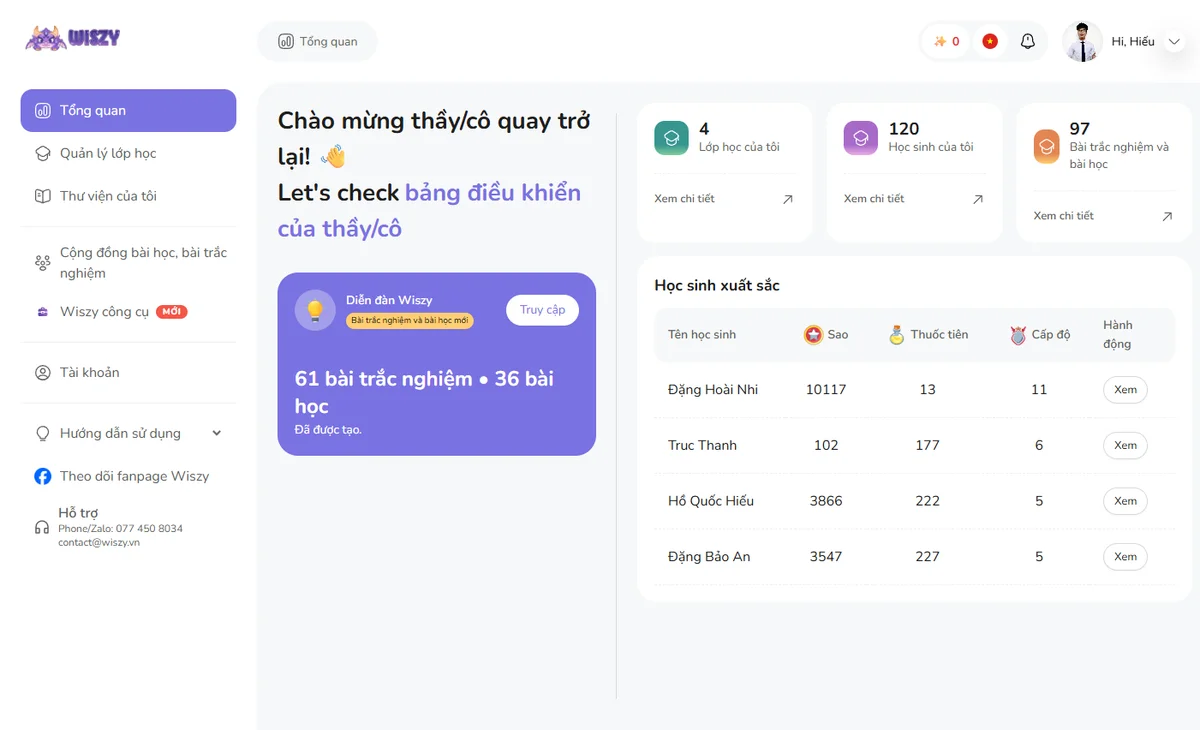 WISZY
Tổng quan
0
Hi, Hiếu
Tổng quan
Quản lý lớp học
Thư viện của tôi
Cộng đồng bài học, bài trắc
nghiệm
Wiszy công cụ MỚI
Tài khoản
Hướng dẫn sử dụng
Theo dõi fanpage Wiszy
Hỗ trợ
Phone/Zalo: 077 450 8034
contact@wiszy.vn
Chào mừng thầy/cô quay trở
lại! 👋
Let's check bảng điều khiển
của thầy/cô
Diễn đàn Wiszy
Bài trắc nghiệm và bài học mới
Truy cập
61 bài trắc nghiệm • 36 bài
học
Đã được tạo.
4
Lớp học của tôi
Xem chi tiết
120
Học sinh của tôi
Xem chi tiết
97
Bài trắc nghiệm và
bài học
Xem chi tiết
Học sinh xuất sắc
Tên học sinh Sao Thuốc tiên Cấp độ Hành
động
Đặng Hoài Nhi 10117 13 11 Xem
Truc Thanh 102 177 6 Xem
Hồ Quốc Hiếu 3866 222 5 Xem
Đặng Bảo An 3547 227 5 Xem